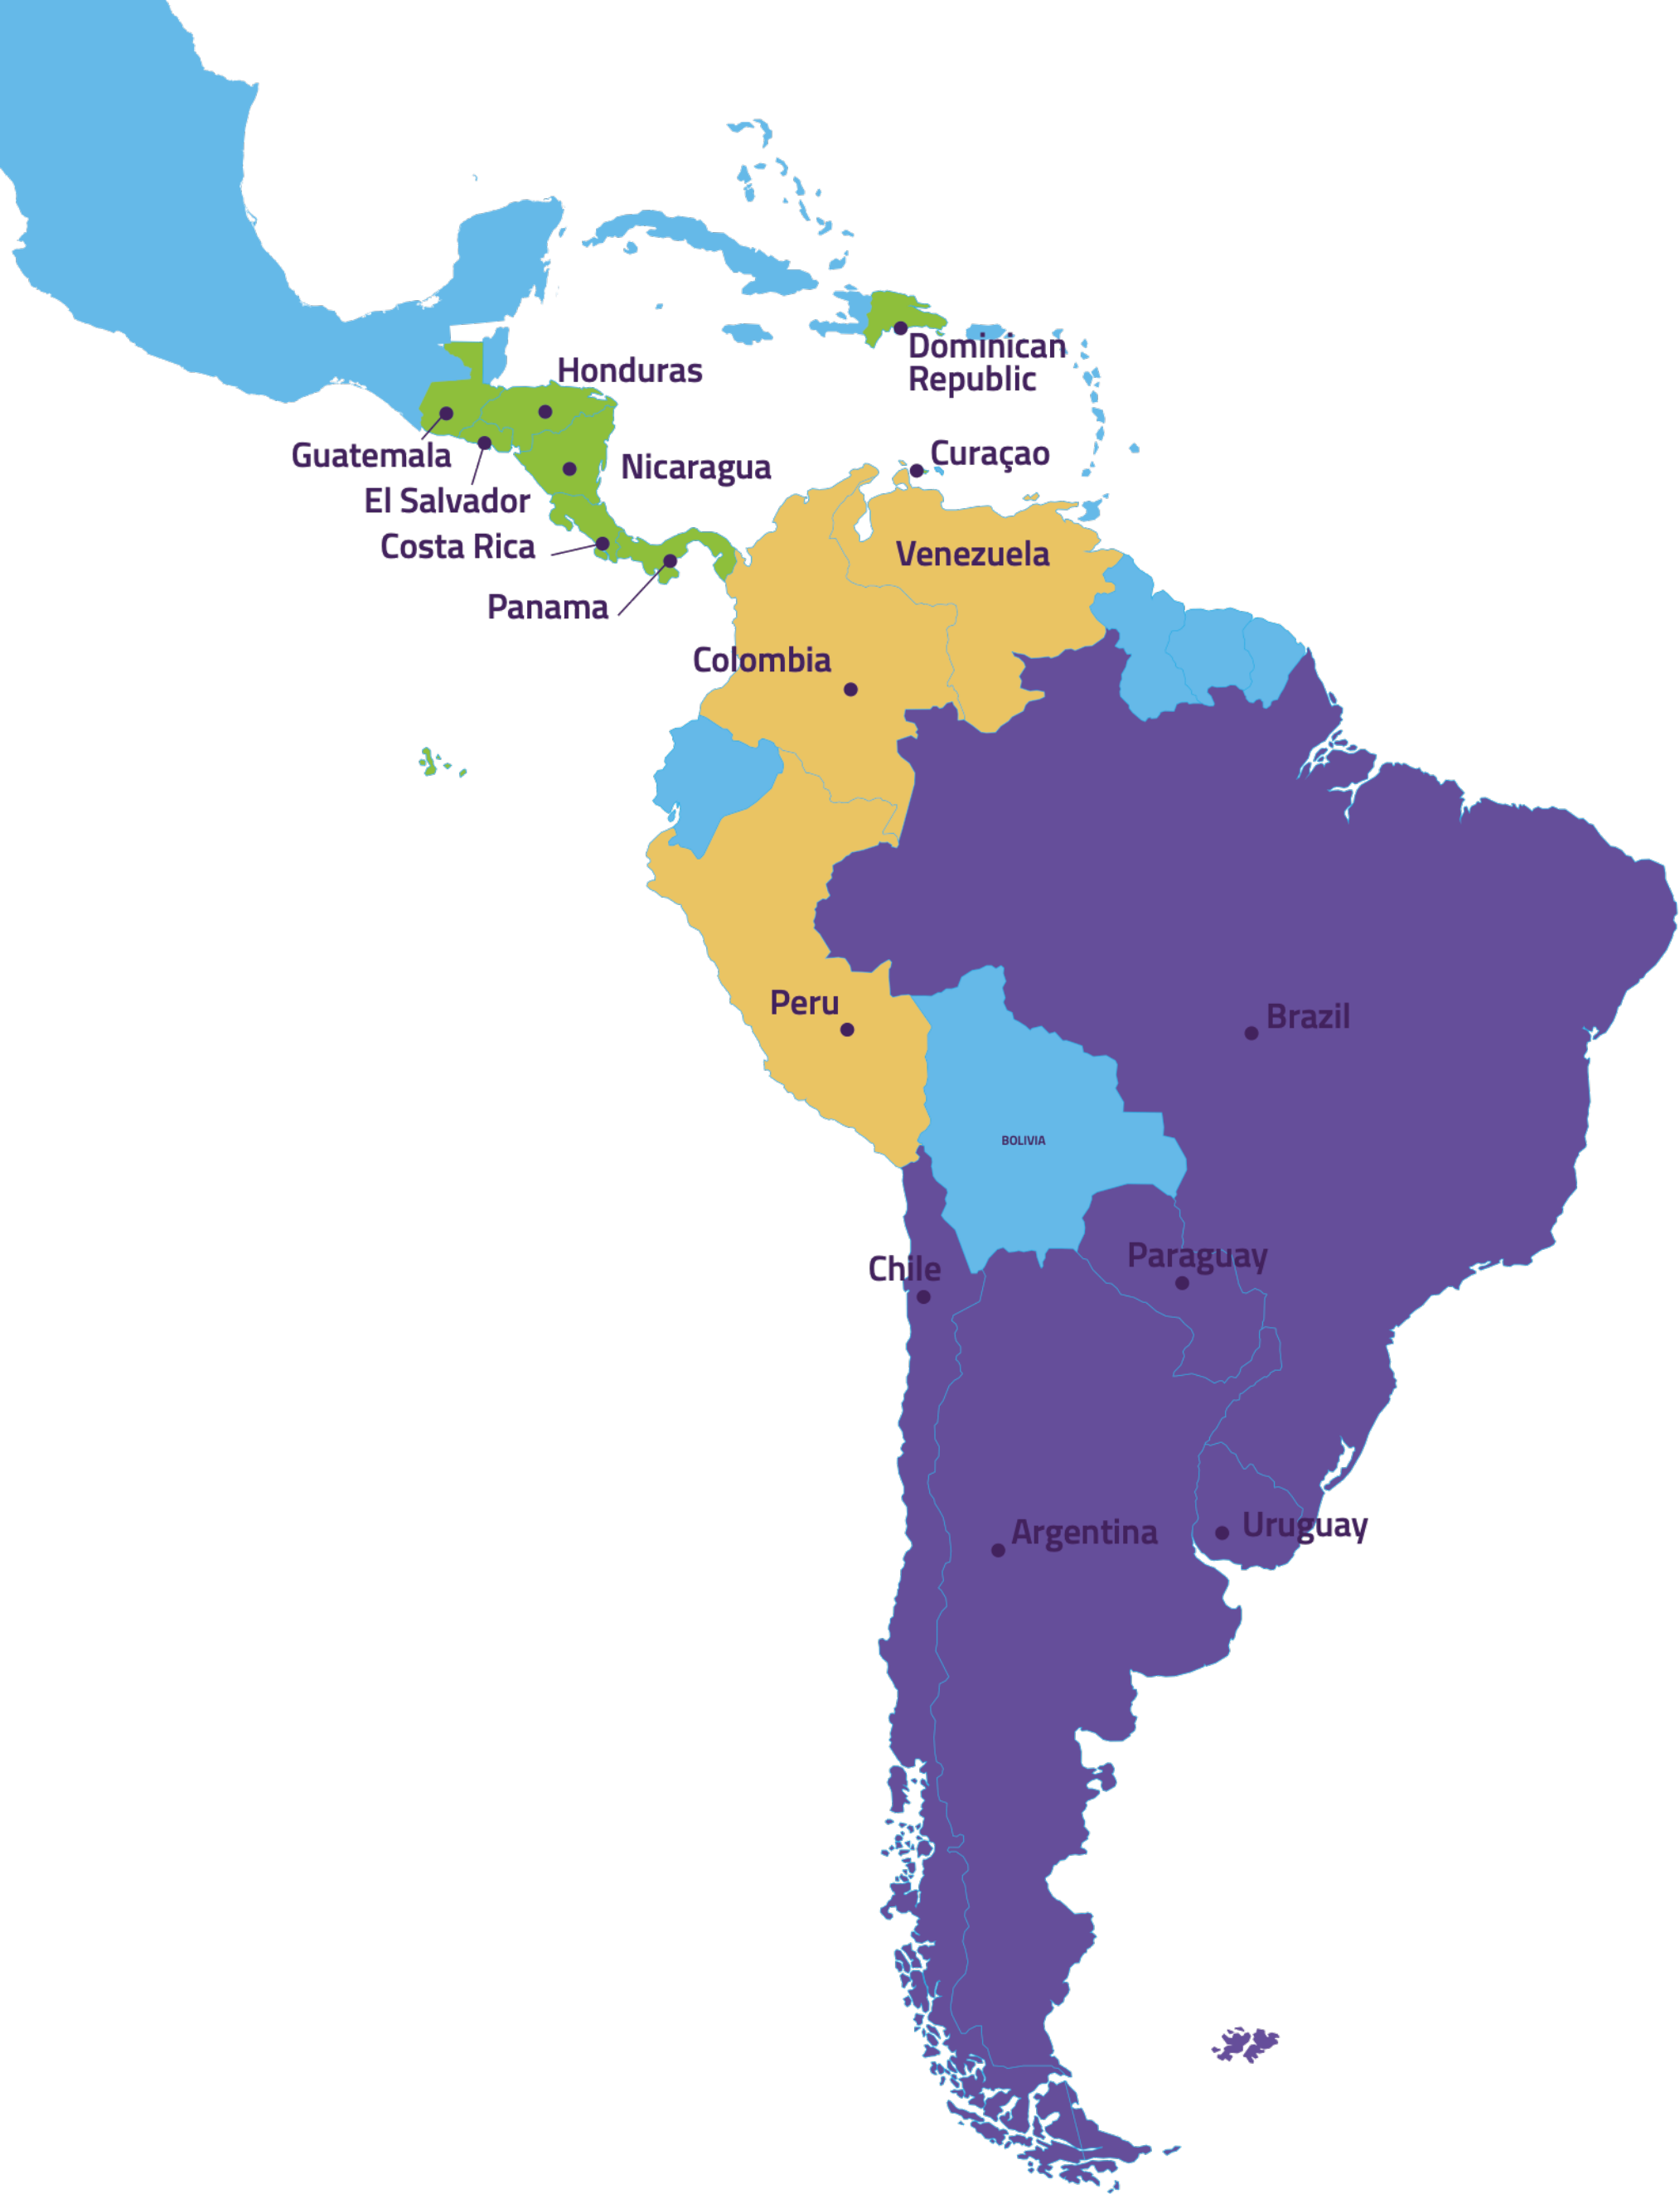 Honduras
Dominican
Republic
Guatemala
Curaçao
Nicaragua
El Salvador
Costa Rica
Venezuela
Panama
Colombia
Peru
Brazil
BOLIVIA
Paraguay
Chile
Argentina
Uruguay